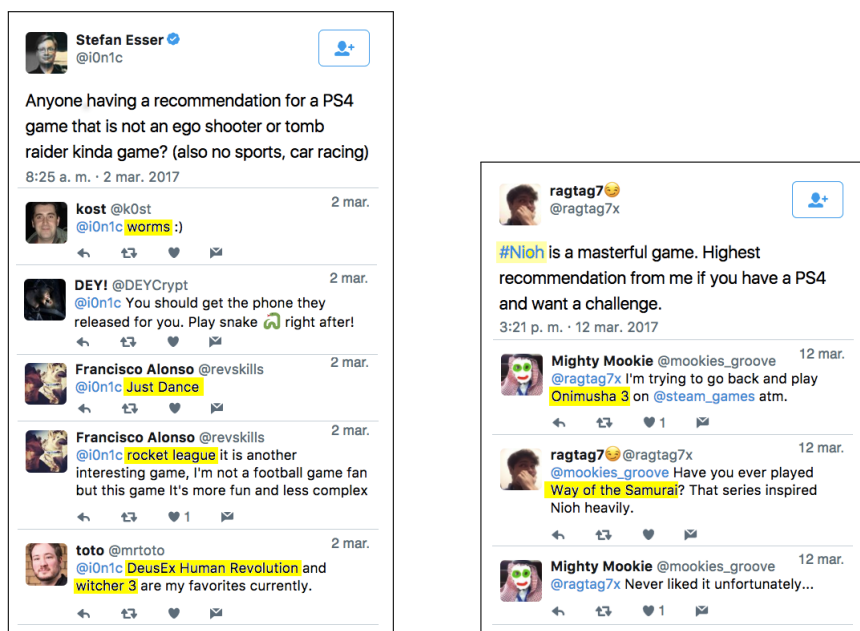 Stefan Esser
@i0n1c
Anyone having a recommendation for a PS4
game that is not an ego shooter or tomb
raider kinda game? (also no sports, car racing)
8:25 a. m. · 2 mar. 2017
kost @k0st 2 mar.
@i0n1c worms :)
DEY! @DEYCrypt 2 mar.
@i0n1c You should get the phone they
released for you. Play snake 🐍 right after!
Francisco Alonso @revskills 2 mar.
@i0n1c Just Dance
Francisco Alonso @revskills 2 mar.
@i0n1c rocket league it is another
interesting game, I'm not a football game fan
but this game It's more fun and less complex
1
toto @mrtoto 2 mar.
@i0n1c DeusEx Human Revolution and
witcher 3 are my favorites currently.
ragtag7😏
@ragtag7x
#Nioh is a masterful game. Highest
recommendation from me if you have a PS4
and want a challenge.
3:21 p. m. · 12 mar. 2017
Mighty Mookie @mookies_groove 12 mar.
@ragtag7x I'm trying to go back and play
Onimusha 3 on @steam_games atm.
1
ragtag7😏 @ragtag7x 12 mar.
@mookies_groove Have you ever played
Way of the Samurai? That series inspired
Nioh heavily.
Mighty Mookie @mookies_groove 12 mar.
@ragtag7x Never liked it unfortunately...
1